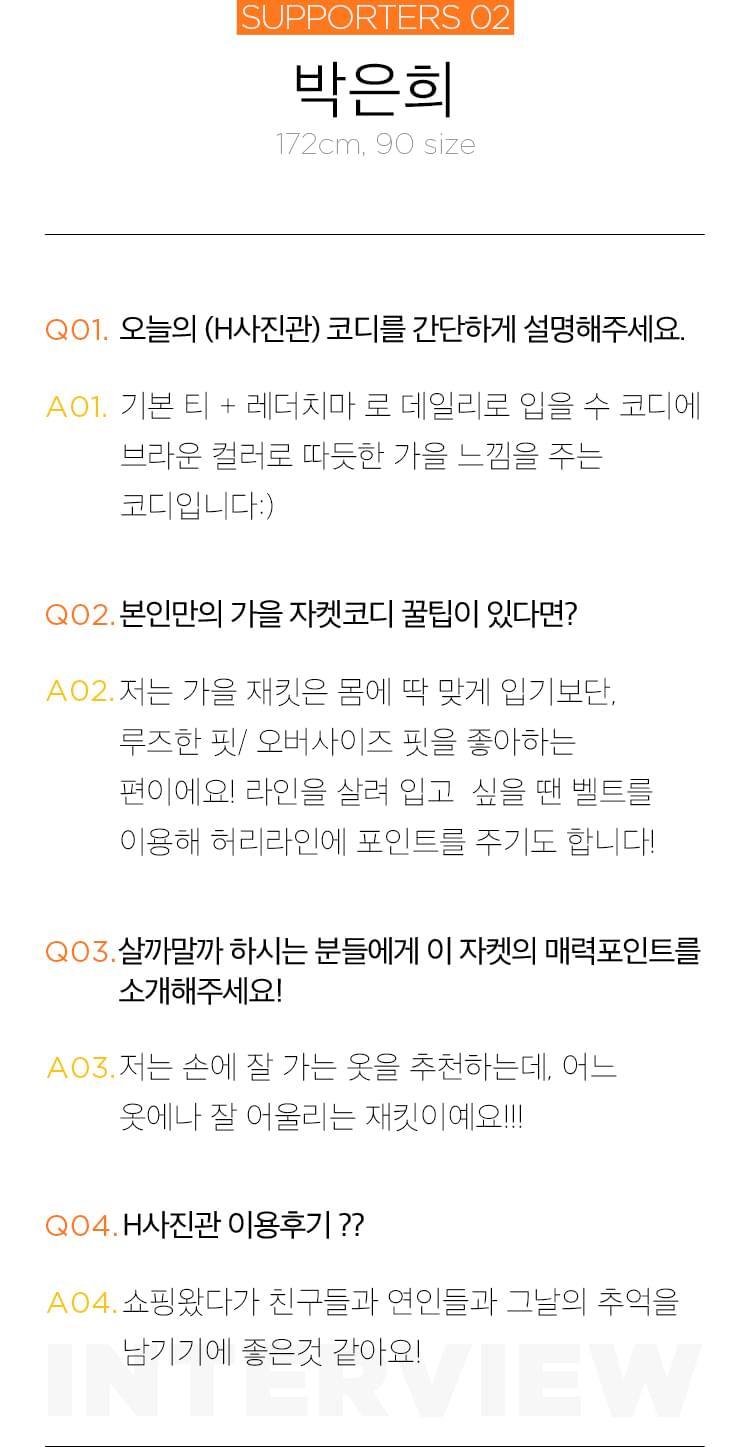 SUPPORTERS 02
박은희
172cm, 90 size
Q01. 오늘의 (H사진관) 코디를 간단하게 설명해주세요.
A01. 기본 티 + 레더치마 로 데일리로 입을 수 코디에
브라운 컬러로 따듯한 가을 느낌을 주는
코디입니다:)
Q02. 본인만의 가을 자켓코디 꿀팁이 있다면?
A02. 저는 가을 재킷은 몸에 딱 맞게 입기보단,
루즈한 핏/ 오버사이즈 핏을 좋아하는
편이에요! 라인을 살려 입고 싶을 땐 벨트를
이용해 허리라인에 포인트를 주기도 합니다!
Q03. 살까말까 하시는 분들에게 이 자켓의 매력포인트를
소개해주세요!
A03. 저는 손에 잘 가는 옷을 추천하는데, 어느
옷에나 잘 어울리는 재킷이예요!!!
Q04. H사진관 이용후기 ??
A04. 쇼핑왔다가 친구들과 연인들과 그날의 추억을
남기기에 좋은것 같아요!
INTERVIEW